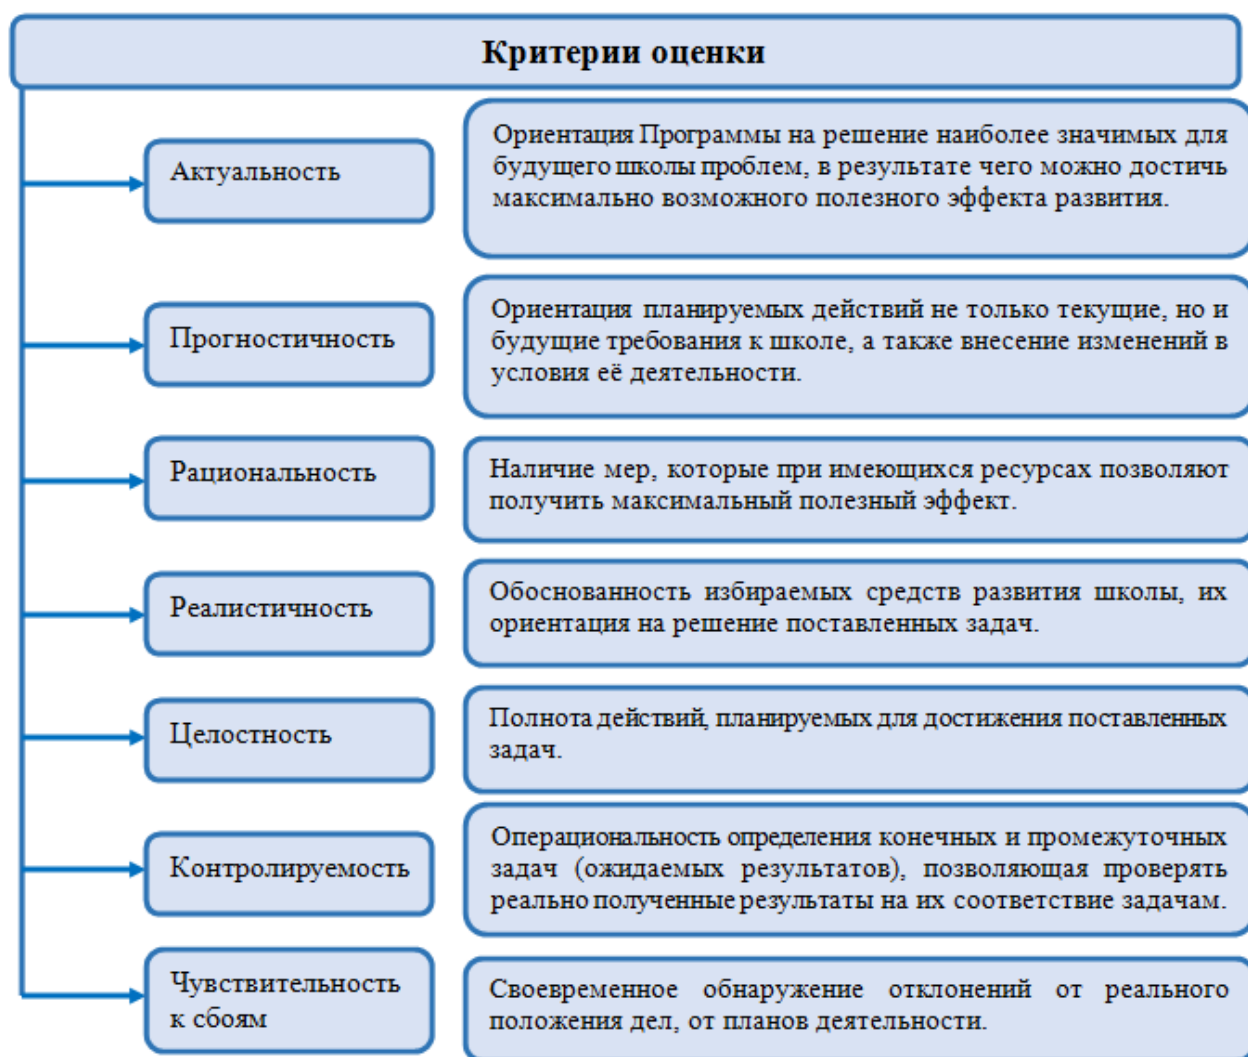 Критерии оценки
Актуальность
Ориентация Программы на решение наиболее значимых для
будущего школы проблем, в результате чего можно достичь
максимально возможного полезного эффекта развития.
Прогностичность
Ориентация планируемых действий не только текущие, но и
будущие требования к школе, а также внесение изменений в
условия её деятельности.
Рациональность
Наличие мер, которые при имеющихся ресурсах позволяют
получить максимальный полезный эффект.
Реалистичность
Обоснованность избираемых средств развития школы, их
ориентация на решение поставленных задач.
Целостность
Полнота действий, планируемых для достижения поставленных
задач.
Контролируемость
Операциональность определения конечных и промежуточных
задач (ожидаемых результатов), позволяющая проверять
реально полученные результаты на их соответствие задачам.
Чувствительность
к сбоям
Своевременное обнаружение отклонений от реального
положения дел, от планов деятельности.